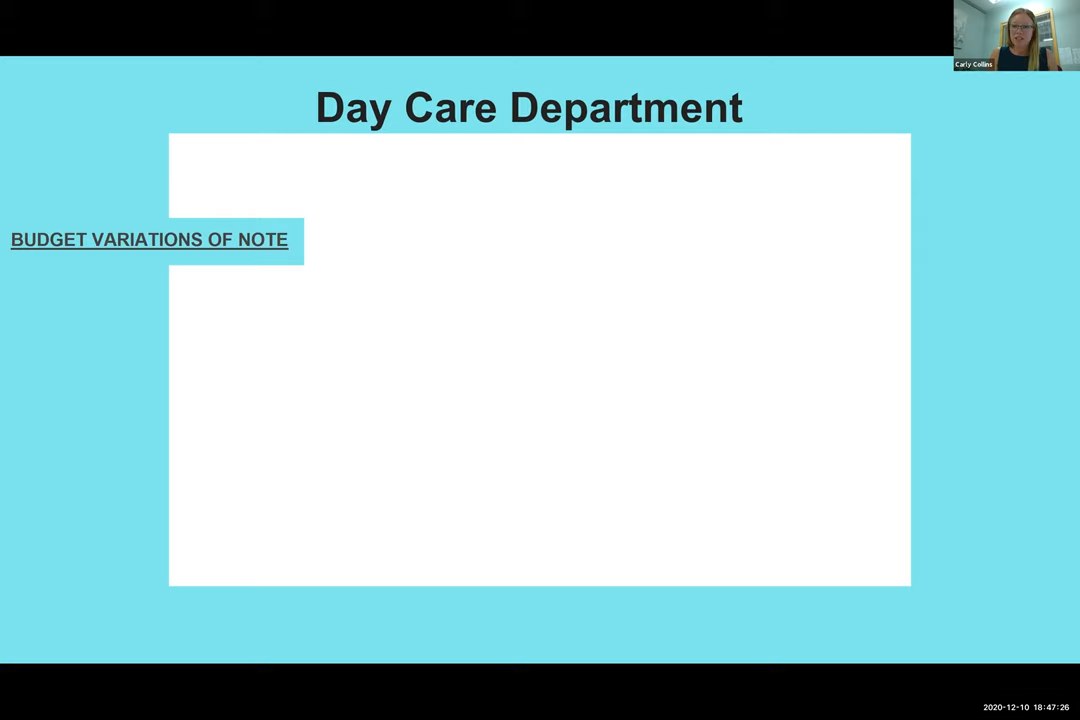 Carly Collins
Day Care Department
BUDGET VARIATIONS OF NOTE
2020-12-10 18:47:26